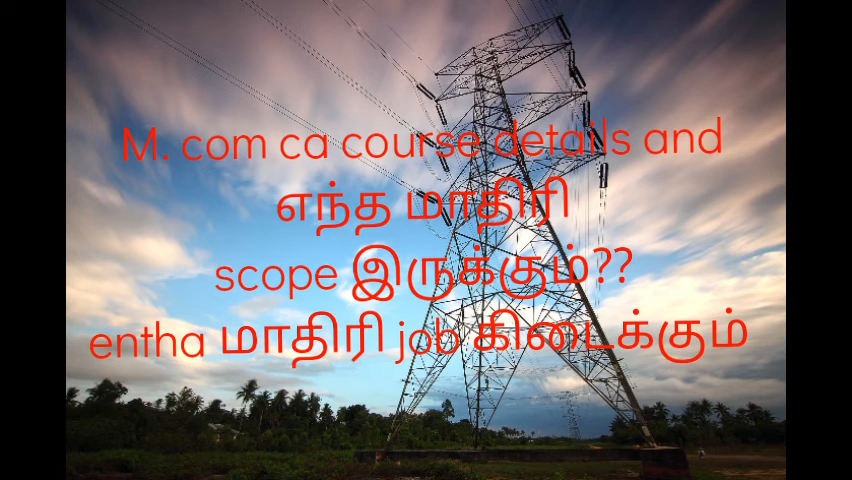 M. com ca course details and
எந்த மாதிரி
scope இருக்கும்??
entha மாதிரி job கிடைக்கும்